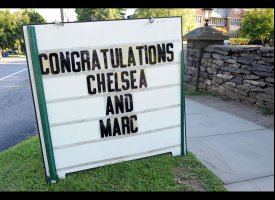 CONGRATULATIONS
CHELSEA
AND
MARC